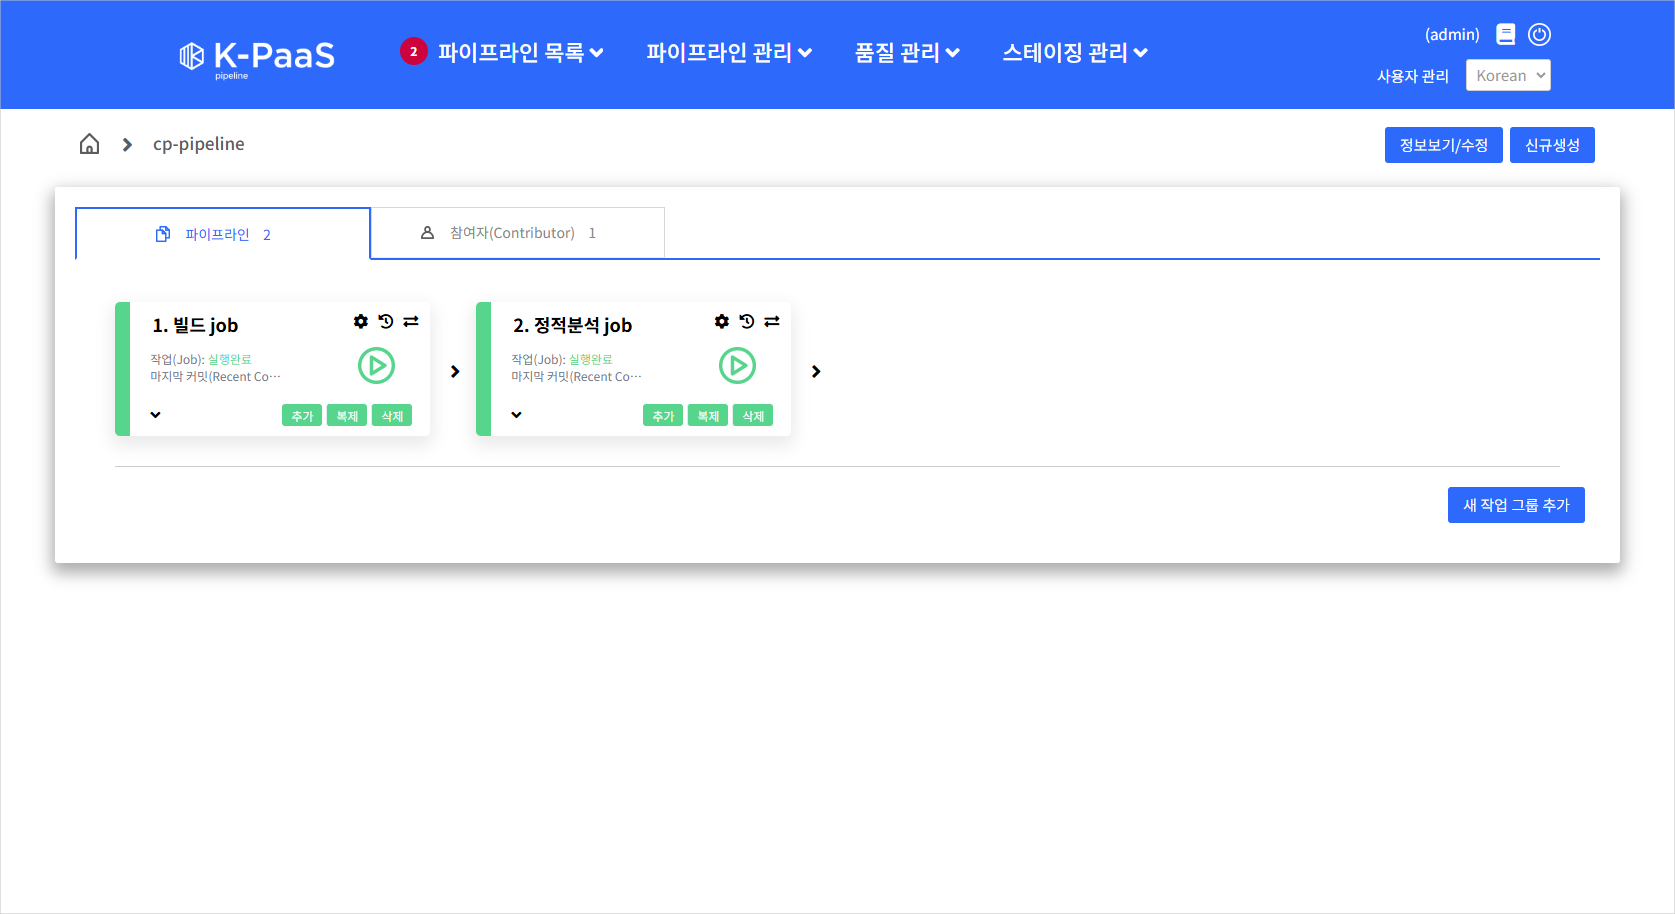 K-PaaS
pipeline
2 파이프라인 목록 파이프라인 관리 품질 관리 스테이징 관리
(admin)
사용자 관리 Korean
cp-pipeline
정보보기/수정 신규생성
파이프라인 2 참여자(Contributor) 1
1. 빌드 job
작업(Job): 실행완료
마지막 커밋(Recent Co…
추가 복제 삭제
2. 정적분석 job
작업(Job): 실행완료
마지막 커밋(Recent Co…
추가 복제 삭제
새 작업 그룹 추가